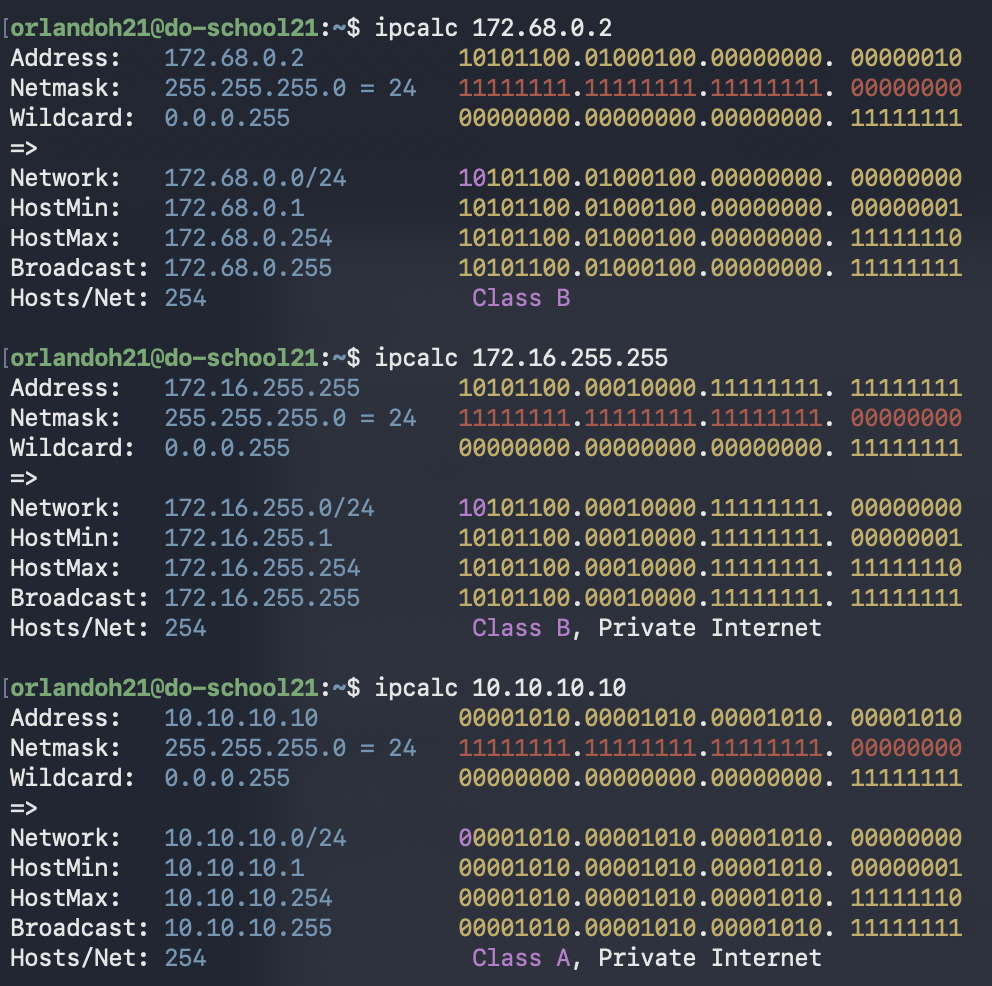 [orlandoh21@do-school21:~$ ipcalc 172.68.0.2
Address:   172.68.0.2           10101100.01000100.00000000. 00000010
Netmask:   255.255.255.0 = 24   11111111.11111111.11111111. 00000000
Wildcard:  0.0.0.255            00000000.00000000.00000000. 11111111
=>
Network:   172.68.0.0/24        10101100.01000100.00000000. 00000000
HostMin:   172.68.0.1           10101100.01000100.00000000. 00000001
HostMax:   172.68.0.254         10101100.01000100.00000000. 11111110
Broadcast: 172.68.0.255         10101100.01000100.00000000. 11111111
Hosts/Net: 254                   Class B
[orlandoh21@do-school21:~$ ipcalc 172.16.255.255
Address:   172.16.255.255       10101100.00010000.11111111. 11111111
Netmask:   255.255.255.0 = 24   11111111.11111111.11111111. 00000000
Wildcard:  0.0.0.255            00000000.00000000.00000000. 11111111
=>
Network:   172.16.255.0/24      10101100.00010000.11111111. 00000000
HostMin:   172.16.255.1         10101100.00010000.11111111. 00000001
HostMax:   172.16.255.254       10101100.00010000.11111111. 11111110
Broadcast: 172.16.255.255       10101100.00010000.11111111. 11111111
Hosts/Net: 254                   Class B, Private Internet
[orlandoh21@do-school21:~$ ipcalc 10.10.10.10
Address:   10.10.10.10          00001010.00001010.00001010. 00001010
Netmask:   255.255.255.0 = 24   11111111.11111111.11111111. 00000000
Wildcard:  0.0.0.255            00000000.00000000.00000000. 11111111
=>
Network:   10.10.10.0/24        00001010.00001010.00001010. 00000000
HostMin:   10.10.10.1           00001010.00001010.00001010. 00000001
HostMax:   10.10.10.254         00001010.00001010.00001010. 11111110
Broadcast: 10.10.10.255         00001010.00001010.00001010. 11111111
Hosts/Net: 254                   Class A, Private Internet